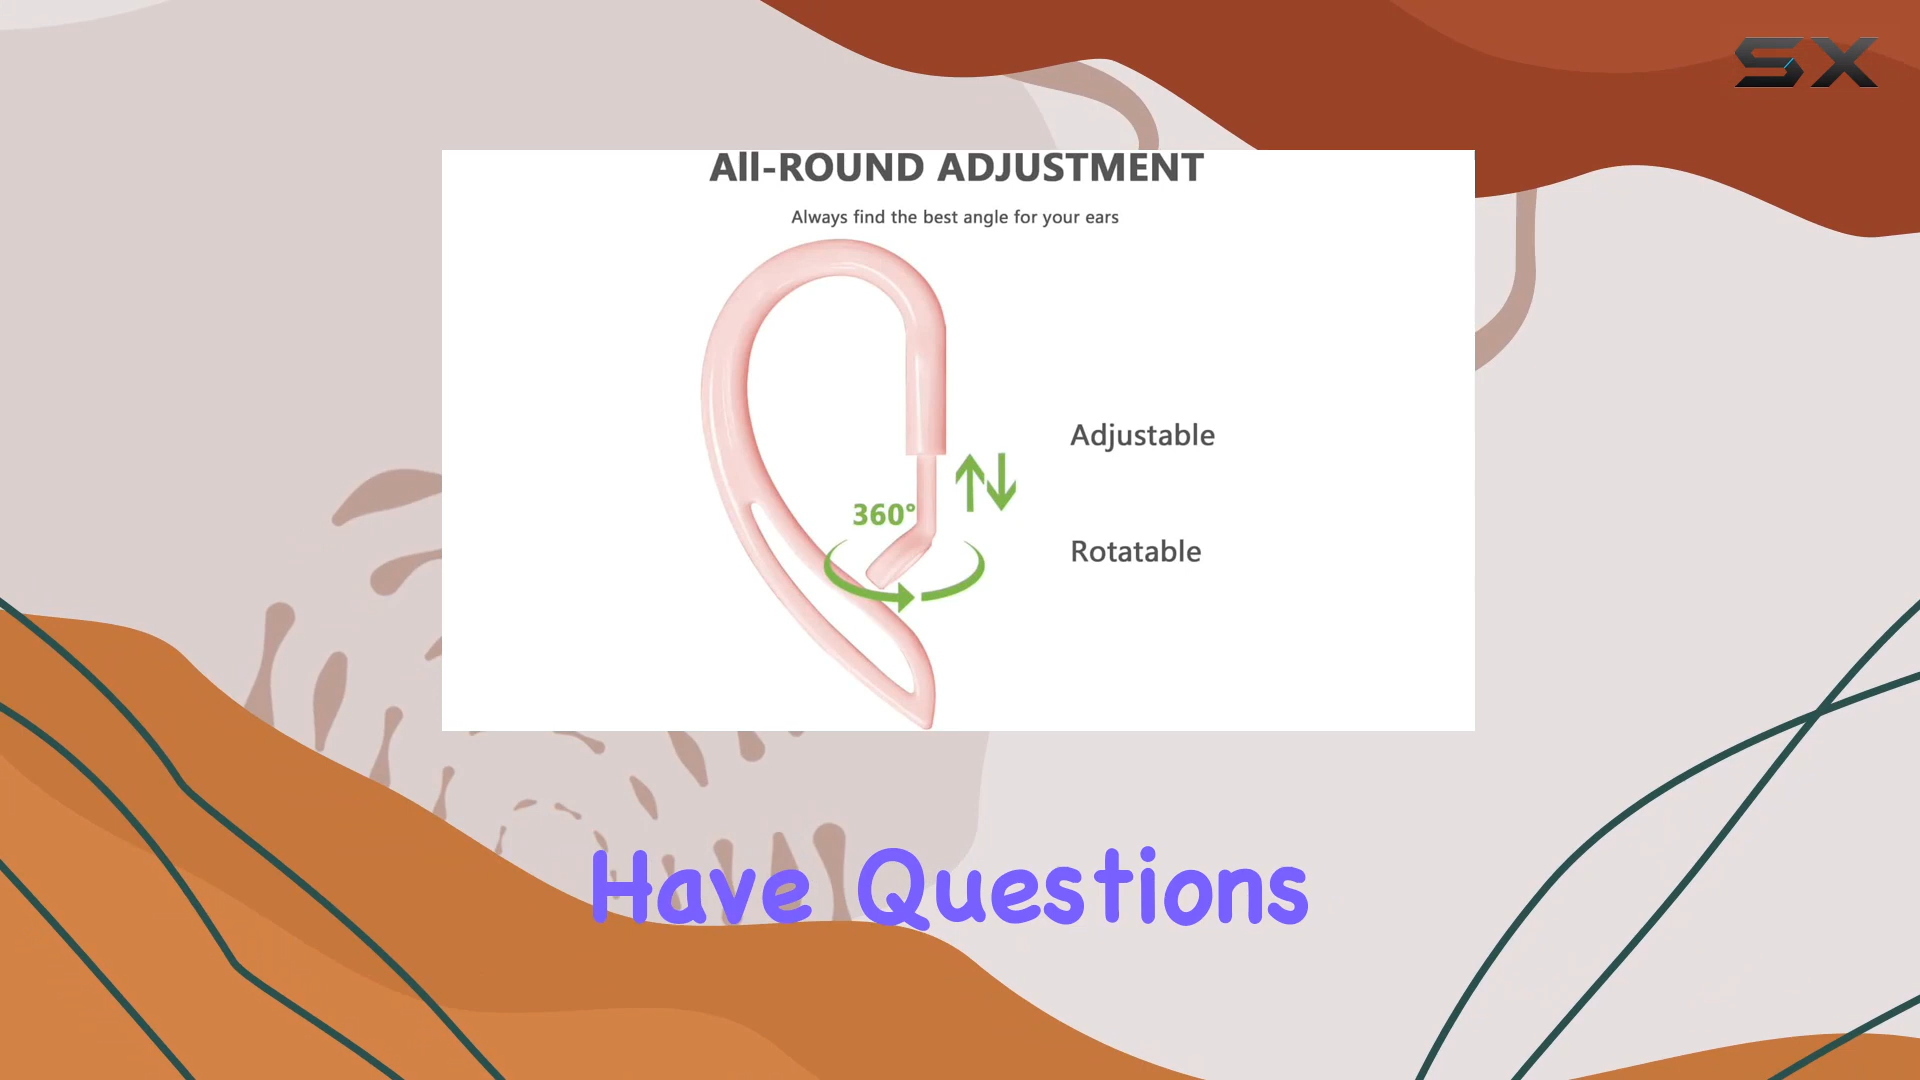 SX
All-ROUND ADJUSTMENT
Always find the best angle for your ears
Adjustable
360°
Rotatable
Have Questions